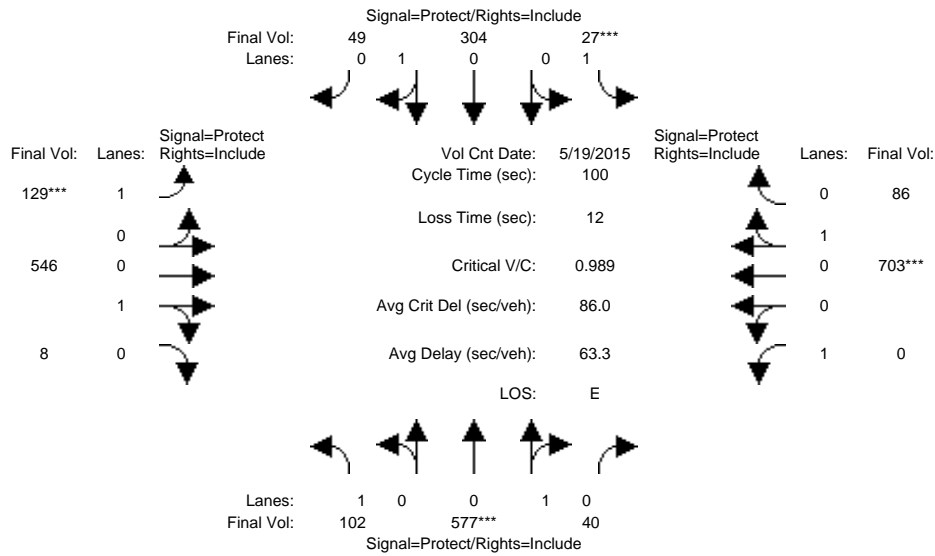 Signal=Protect/Rights=Include
Final Vol: 49 304 27***
Lanes: 0 1 0 0 1
Signal=Protect
Final Vol: Lanes: Rights=Include
Vol Cnt Date: 5/19/2015
Signal=Protect
Rights=Include Lanes: Final Vol:
Cycle Time (sec): 100
129*** 1
0 86
Loss Time (sec): 12
0
1
546 0
Critical V/C: 0.989
0 703***
1
Avg Crit Del (sec/veh): 86.0
0
8 0
Avg Delay (sec/veh): 63.3
1 0
LOS: E
Lanes: 1 0 0 1 0
Final Vol: 102 577*** 40
Signal=Protect/Rights=Include